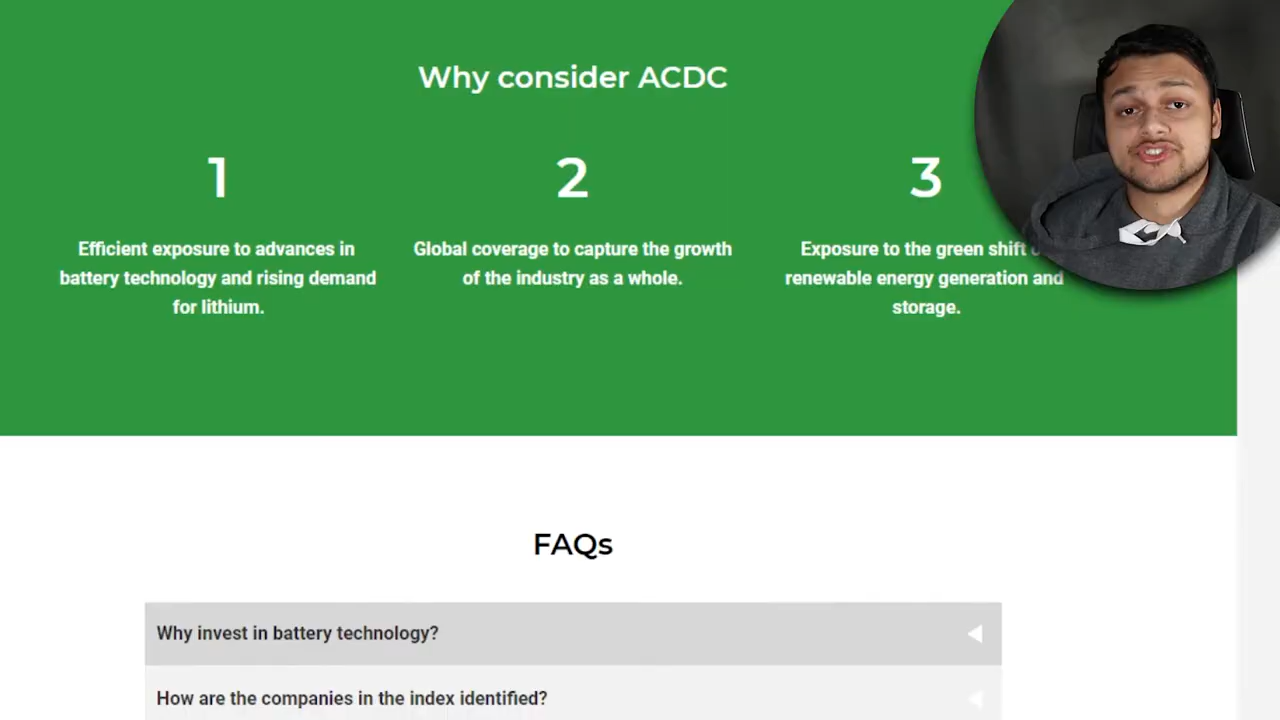 Why consider ACDC
1
Efficient exposure to advances in
battery technology and rising demand
for lithium.
2
Global coverage to capture the growth
of the industry as a whole.
3
Exposure to the green shift
renewable energy generation and
storage.
FAQs
Why invest in battery technology?
How are the companies in the index identified?